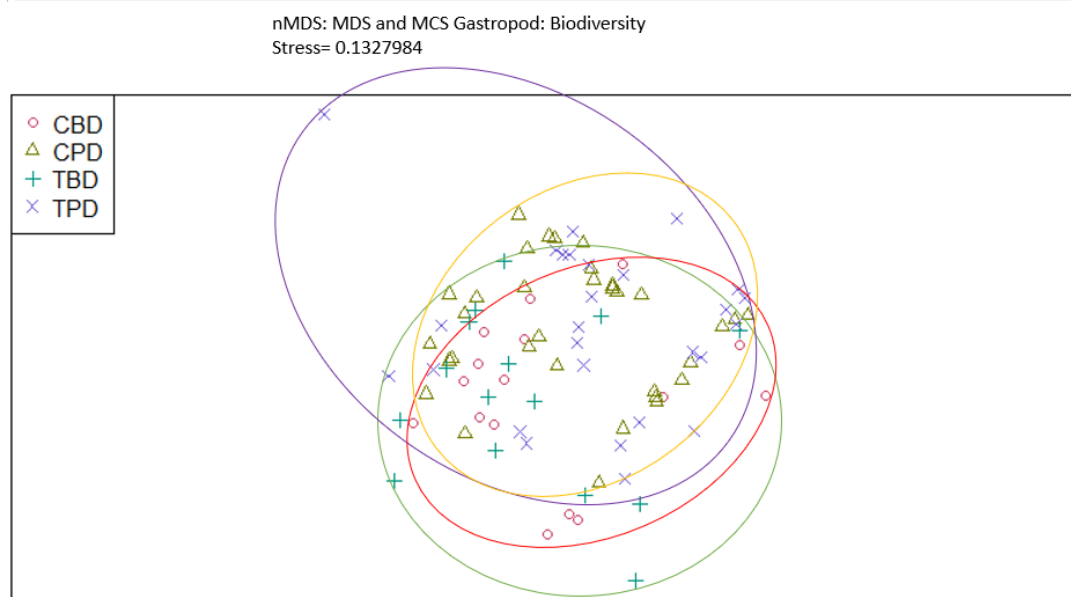 nMDS: MDS and MCS Gastropod: Biodiversity
Stress= 0.1327984
CBD
CPD
TBD
TPD